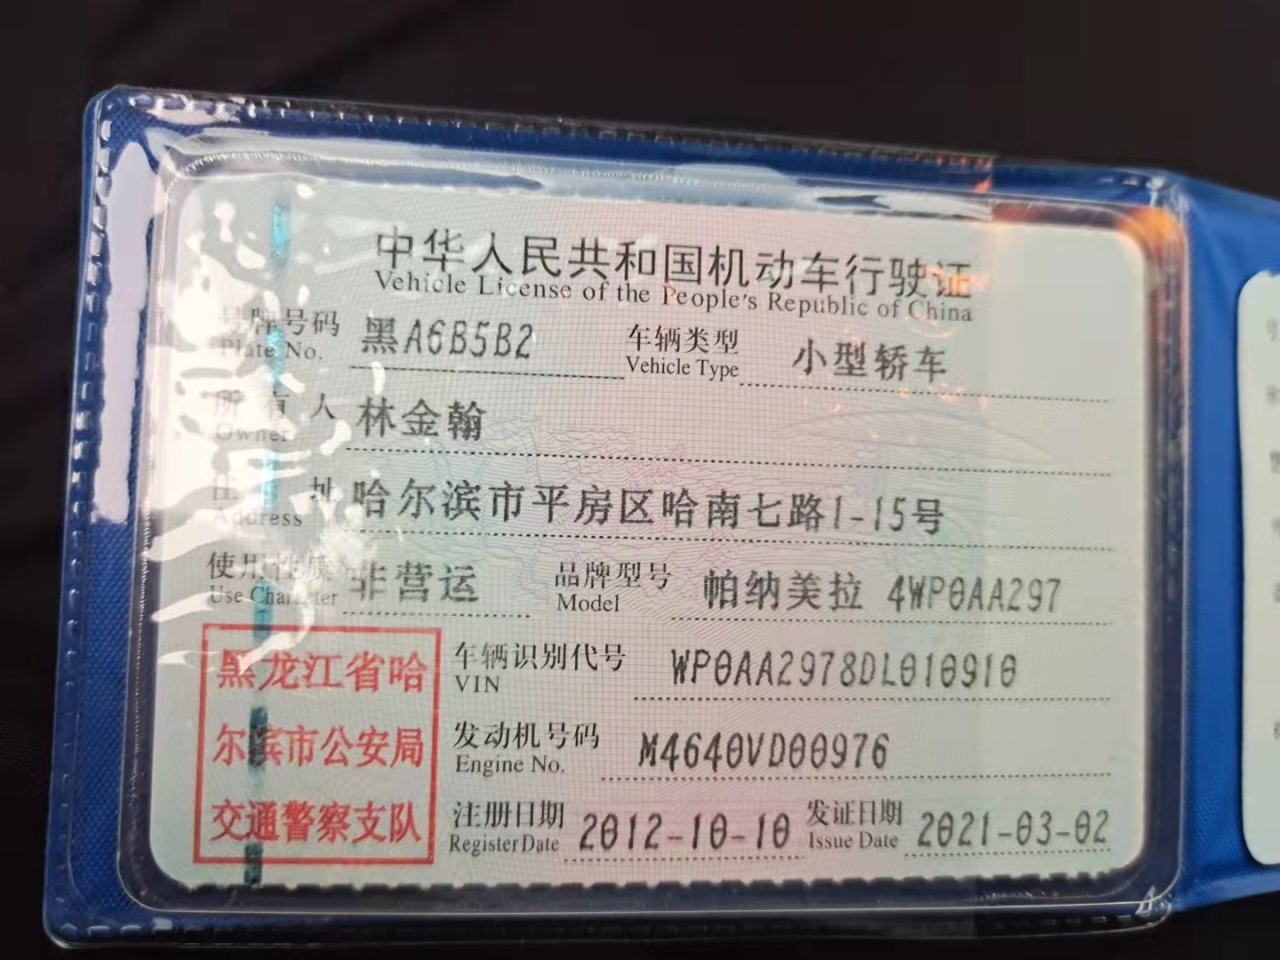 中华人民共和国机动车行驶证
Vehicle License of the People's Republic of China
号牌号码 黑A6B5B2 车辆类型 小型轿车
Plate No. Vehicle Type
所有人 林金翰
Owner
住址 哈尔滨市平房区哈南七路1-15号
Address
使用性质 非营运 品牌型号 帕纳美拉 4WP0AA297
Use Character Model
黑龙江省哈
尔滨市公安局
交通警察支队
车辆识别代号 WP0AA2978DL010910
VIN
发动机号码 M4640VD00976
Engine No.
注册日期 2012-10-10 发证日期 2021-03-02
Register Date Issue Date